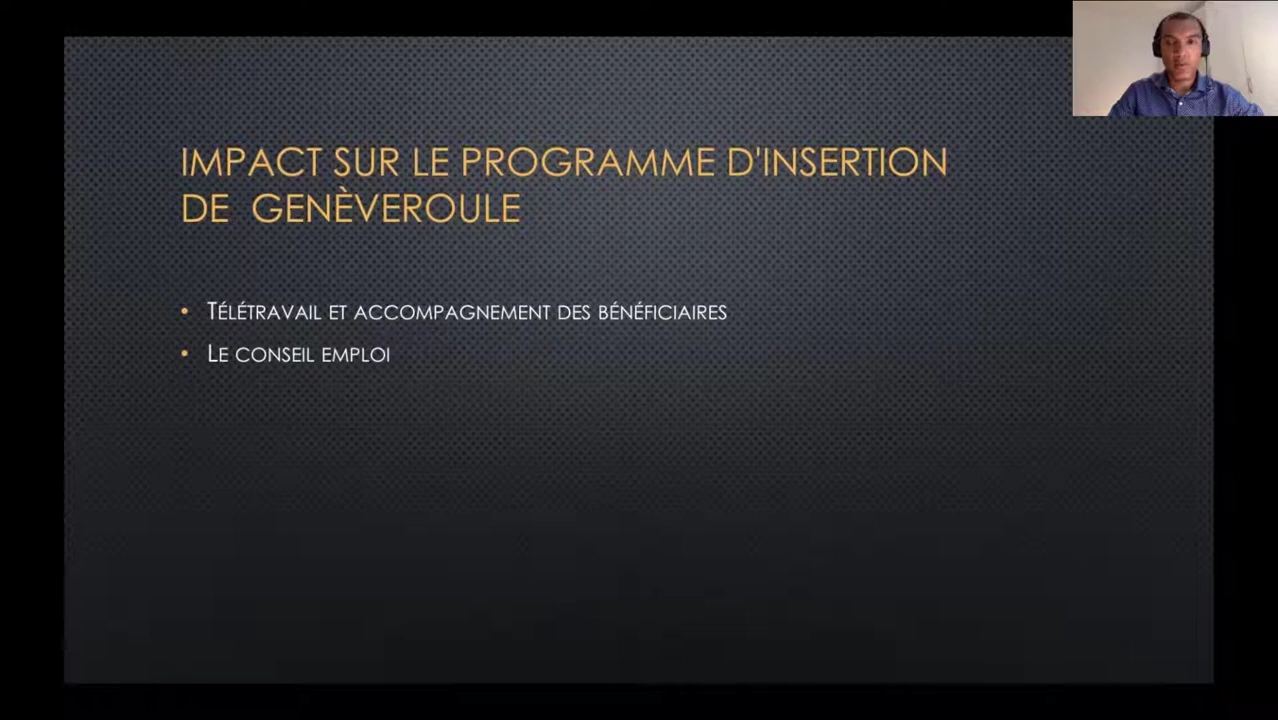 IMPACT SUR LE PROGRAMME D'INSERTION
DE GENÈVEROULE
• TÉLÉTRAVAIL ET ACCOMPAGNEMENT DES BÉNÉFICIAIRES
• LE CONSEIL EMPLOI